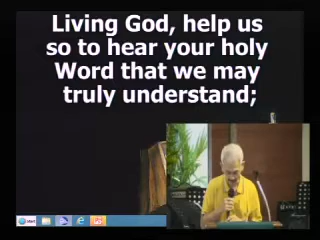 Living God, help us
so to hear your holy
Word that we may
truly understand;